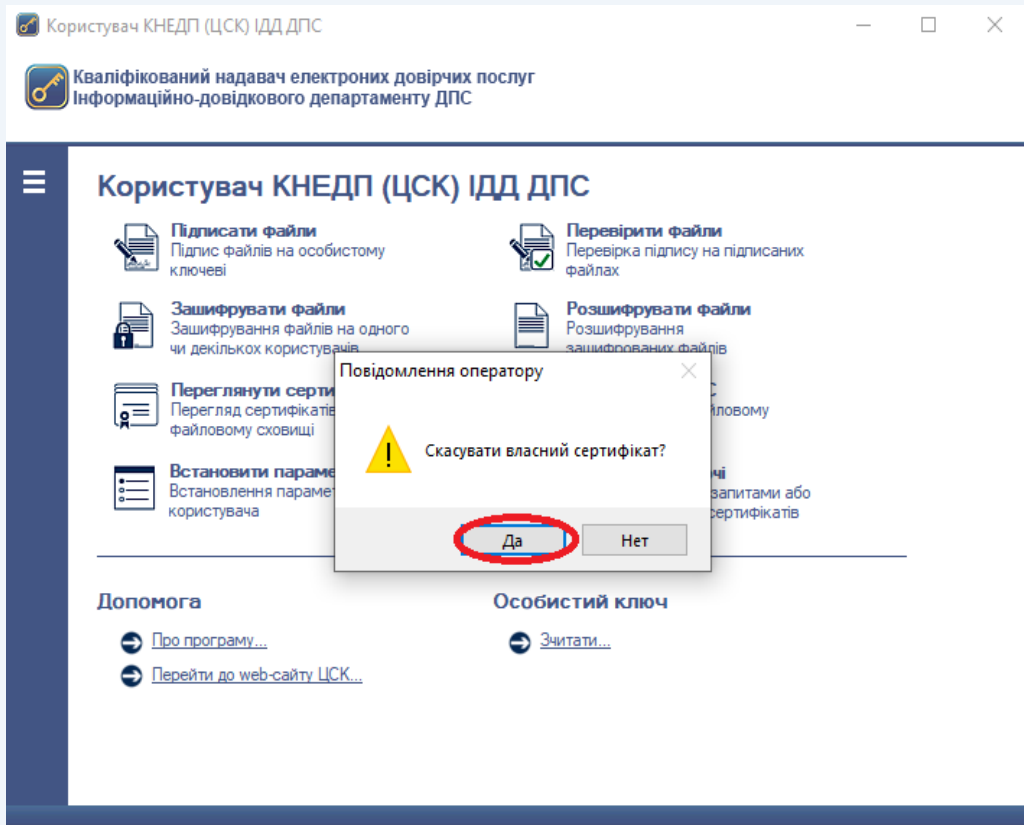 Користувач КНЕДП (ЦСК) ІДД ДПС
Кваліфікований надавач електроних довірчих послуг
Інформаційно-довідкового департаменту ДПС
Користувач КНЕДП (ЦСК) ІДД ДПС
Підписати файли
Підпис файлів на особистому
ключеві
Перевірити файли
Перевірка підпису на підписаних
файлах
Зашифрувати файли
Зашифрування файлів на одного
чи декількох користувачів
Розшифрувати файли
Розшифрування
зашифрованих файлів
Переглянути серти
Перегляд сертифікатів
файловому сховищі
Встановити параме
Встановлення парамет
користувача
запитами або
сертифікатів
Повідомлення оператору
Скасувати власний сертифікат?
Да
Нет
Допомога
Про програму...
Перейти до web-сайту ЦСК...
Особистий ключ
Зчитати...